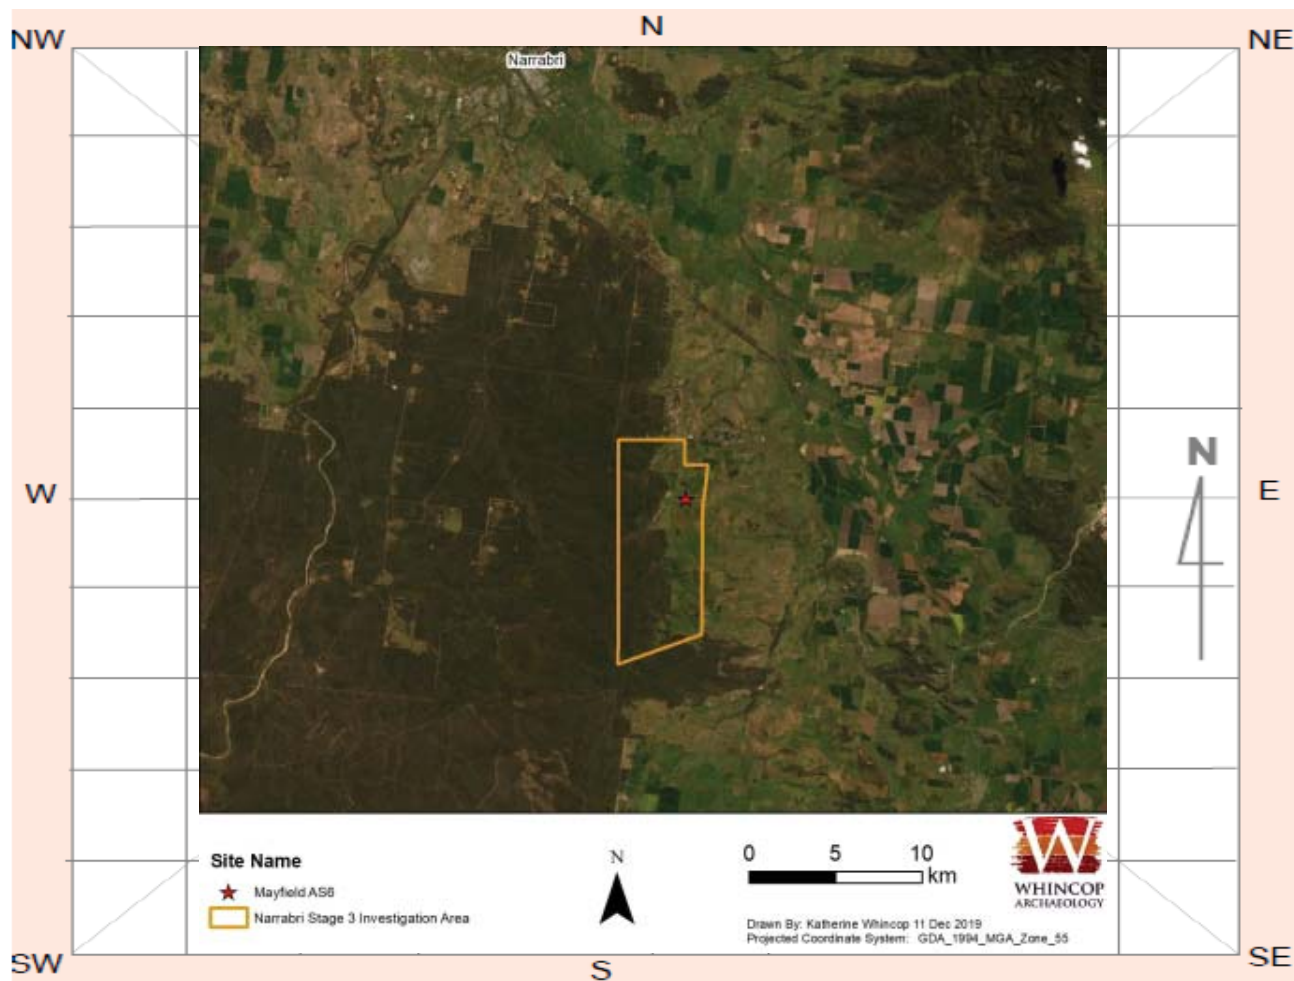 N
NW
NE
Narrabri
N
W
E
Site Name
Mayfield AS6
Narrabri Stage 3 Investigation Area
N
0 5 10
km
W
WHINCOP
ARCHAEOLOGY
Drawn By: Katherine Whincop 11 Dec 2019
Projected Coordinate System: GDA_1994_MGA_Zone_55
SW
S
SE